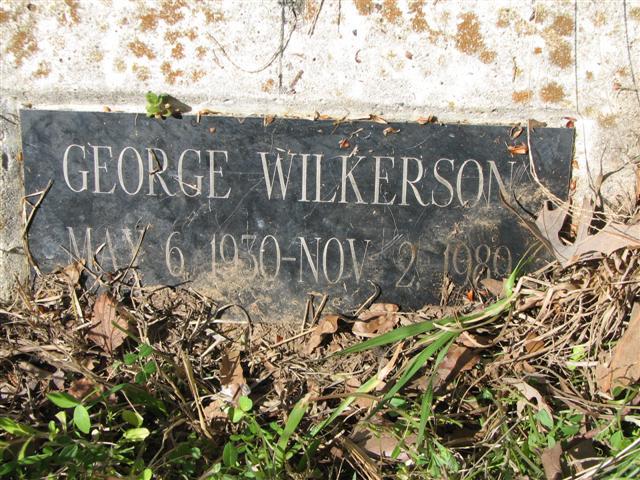 GEORGE WILKERSON
MAY 6 1930-NOV 2 1989